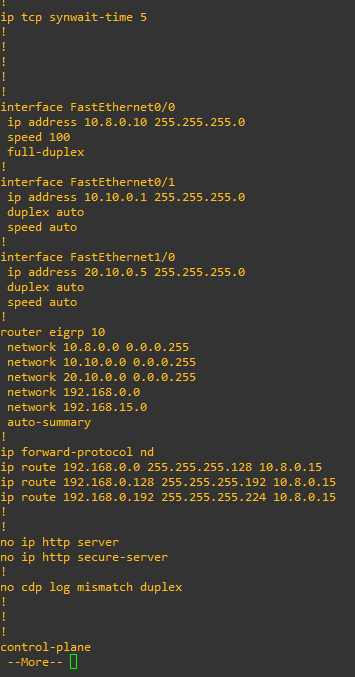 !
ip tcp synwait-time 5
!
!
!
!
!
interface FastEthernet0/0
 ip address 10.8.0.10 255.255.255.0
 speed 100
 full-duplex
!
interface FastEthernet0/1
 ip address 10.10.0.1 255.255.255.0
 duplex auto
 speed auto
!
interface FastEthernet1/0
 ip address 20.10.0.5 255.255.255.0
 duplex auto
 speed auto
!
router eigrp 10
 network 10.8.0.0 0.0.0.255
 network 10.10.0.0 0.0.0.255
 network 20.10.0.0 0.0.0.255
 network 192.168.0.0
 network 192.168.15.0
 auto-summary
!
ip forward-protocol nd
ip route 192.168.0.0 255.255.255.128 10.8.0.15
ip route 192.168.0.128 255.255.255.192 10.8.0.15
ip route 192.168.0.192 255.255.255.224 10.8.0.15
!
!
no ip http server
no ip http secure-server
!
no cdp log mismatch duplex
!
!
!
control-plane
 --More--